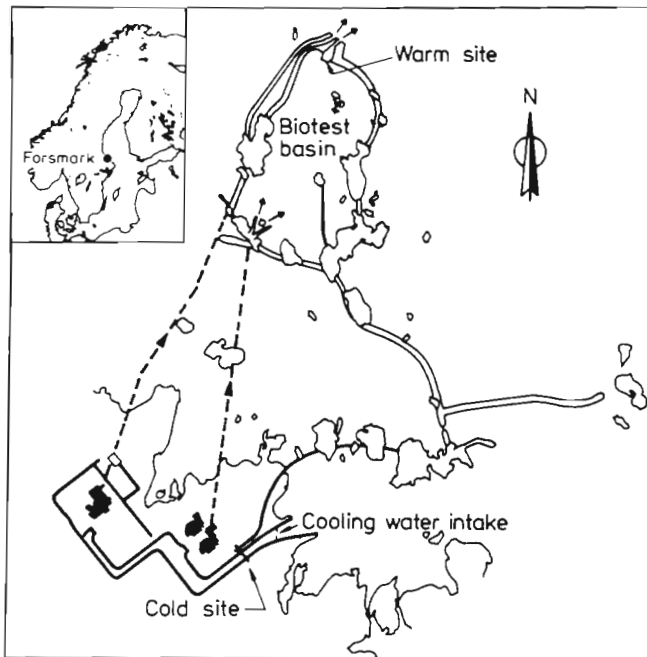 Warm site
N
Forsmark
Biotest
basin
Cooling water intake
Cold site